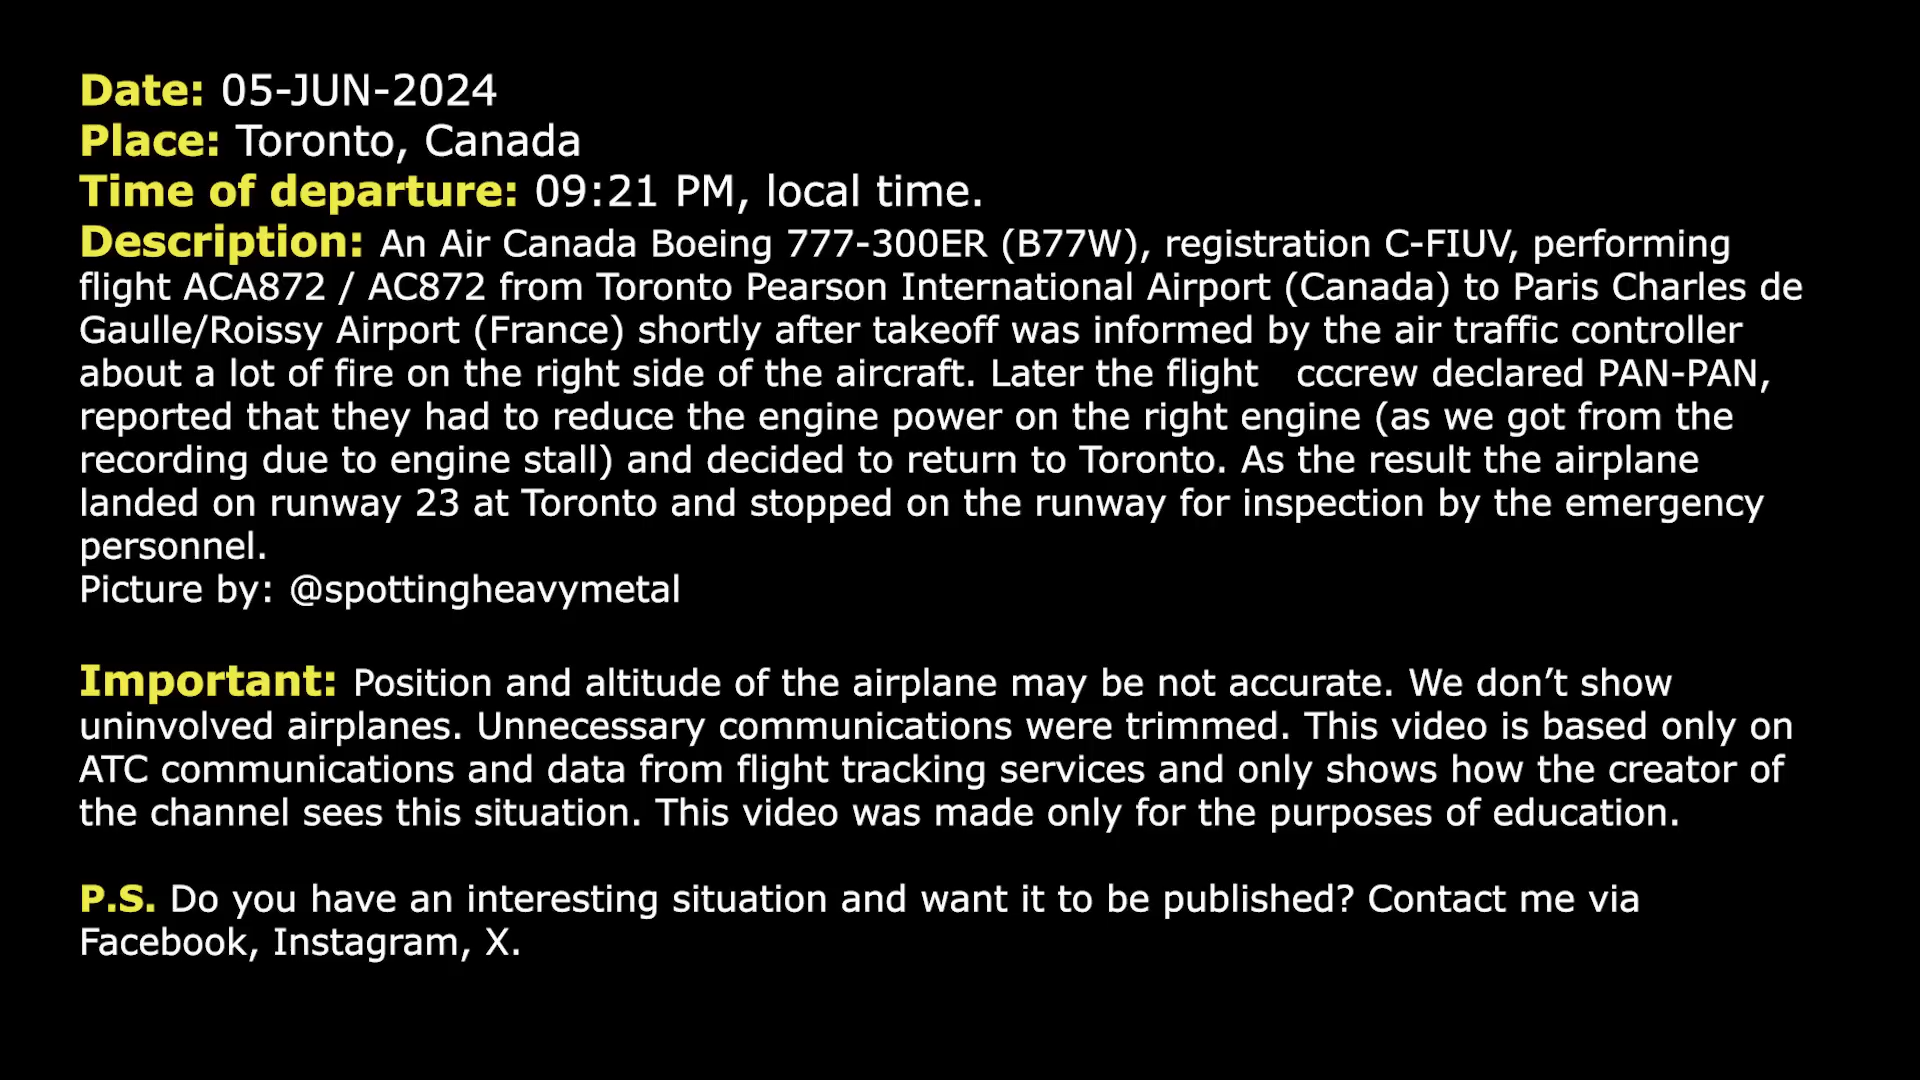 Date: 05-JUN-2024
Place: Toronto, Canada
Time of departure: 09:21 PM, local time.
Description: An Air Canada Boeing 777-300ER (B77W), registration C-FIUV, performing
flight ACA872 / AC872 from Toronto Pearson International Airport (Canada) to Paris Charles de
Gaulle/Roissy Airport (France) shortly after takeoff was informed by the air traffic controller
about a lot of fire on the right side of the aircraft. Later the flight cccrew declared PAN-PAN,
reported that they had to reduce the engine power on the right engine (as we got from the
recording due to engine stall) and decided to return to Toronto. As the result the airplane
landed on runway 23 at Toronto and stopped on the runway for inspection by the emergency
personnel.
Picture by: @spottingheavymetal
Important: Position and altitude of the airplane may be not accurate. We don’t show
uninvolved airplanes. Unnecessary communications were trimmed. This video is based only on
ATC communications and data from flight tracking services and only shows how the creator of
the channel sees this situation. This video was made only for the purposes of education.
P.S. Do you have an interesting situation and want it to be published? Contact me via
Facebook, Instagram, X.